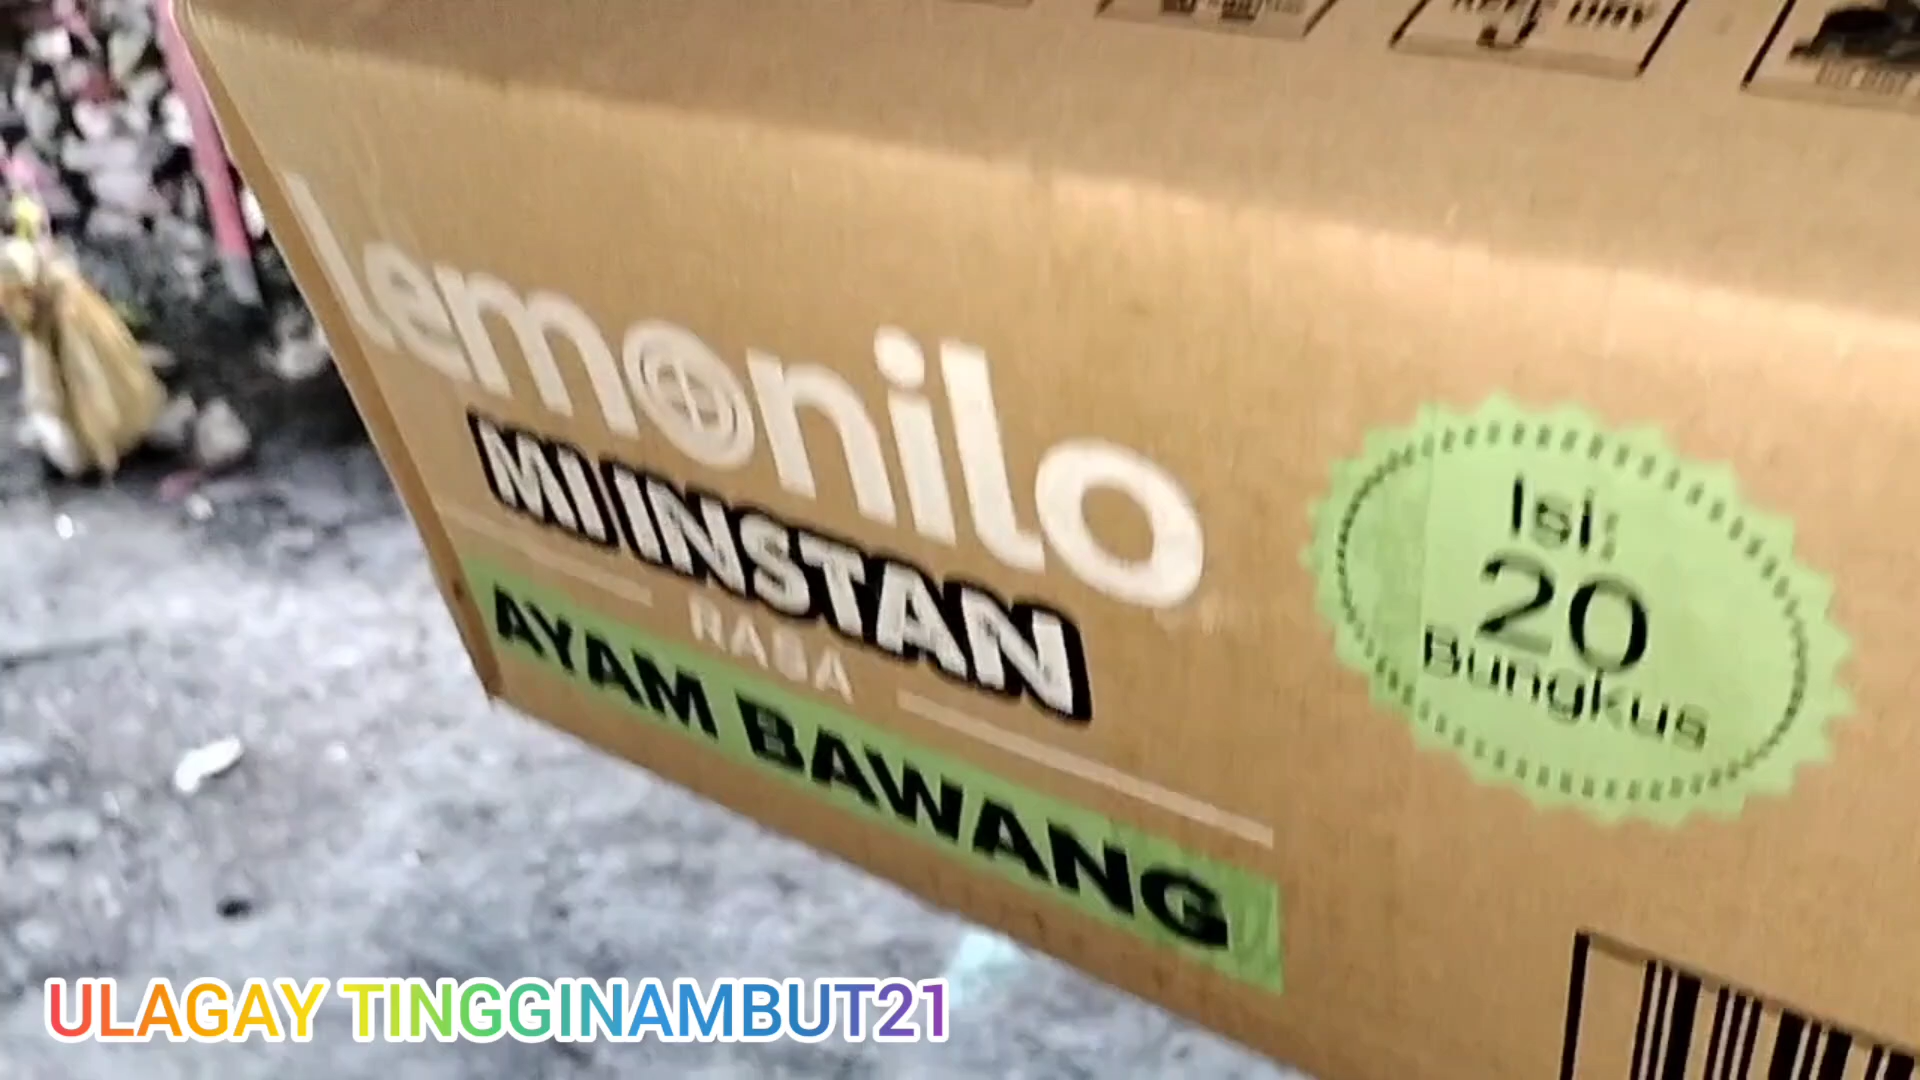 lemonilo
MI INSTAN
RASA
AYAM BAWANG
Isi:
20
Bungkus
ULAGAY TINGGINAMBUT21